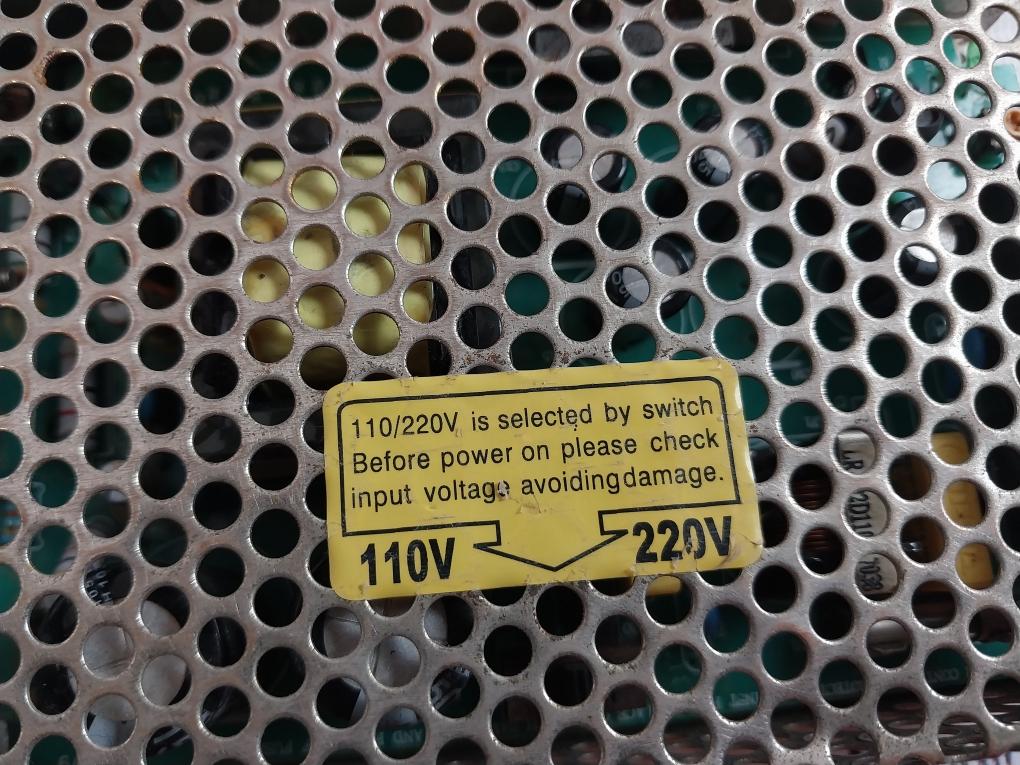 110/220V is selected by switch
Before power on please check
input voltage avoidingdamage.
110V 220V